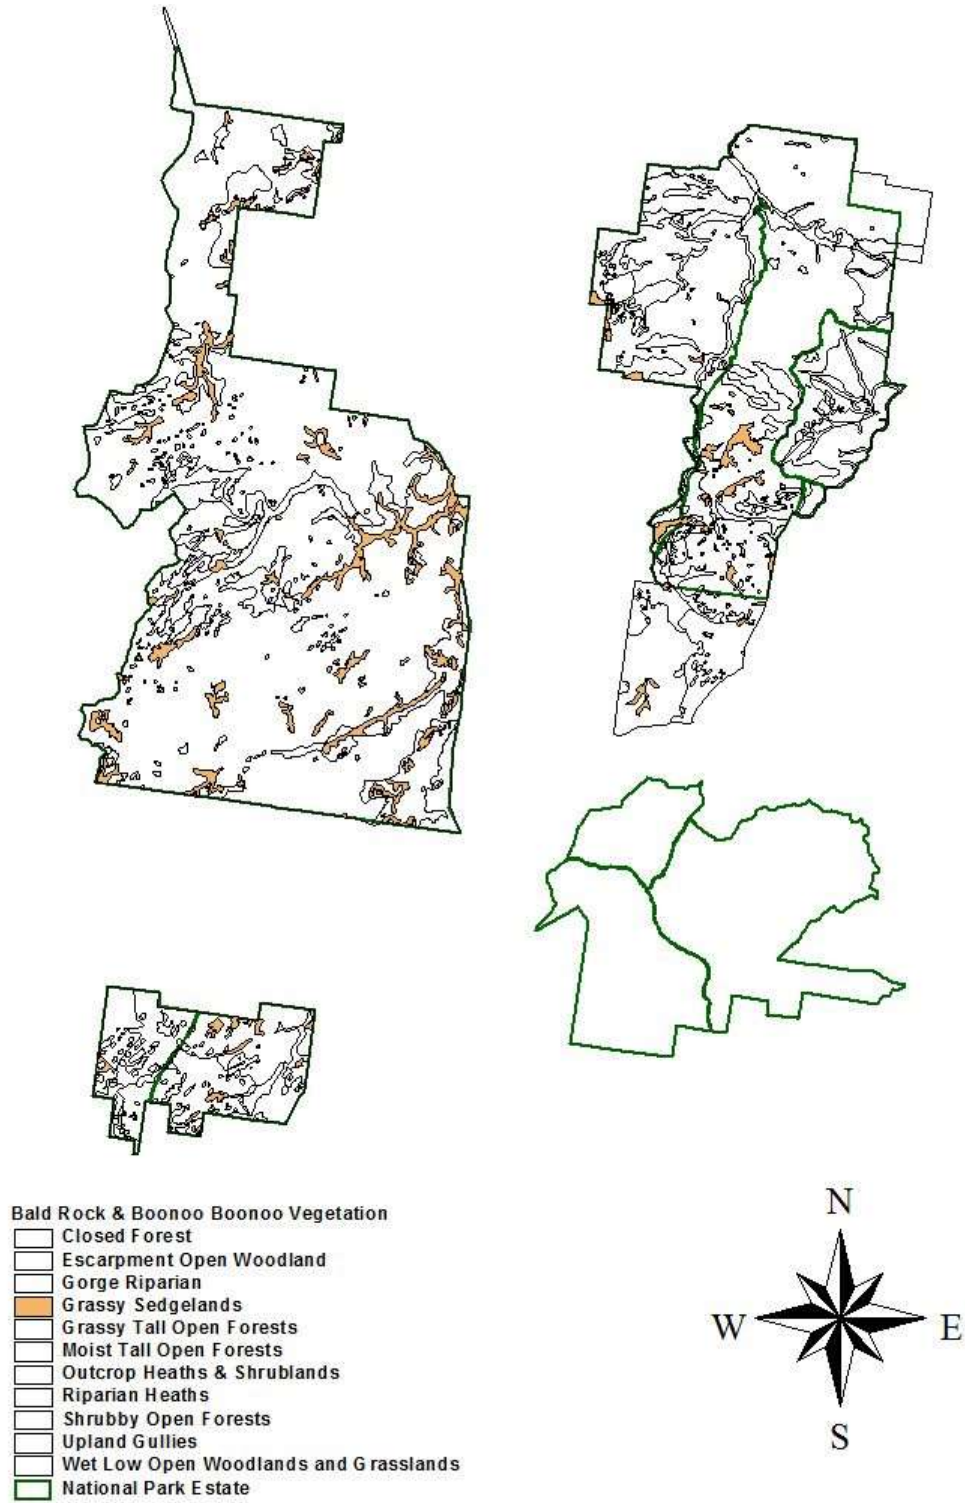 Bald Rock & Boonoo Boonoo Vegetation
Closed Forest
Escarpment Open Woodland
Gorge Riparian
Grassy Sedgelands
Grassy Tall Open Forests
Moist Tall Open Forests
Outcrop Heaths & Shrublands
Riparian Heaths
Shrubby Open Forests
Upland Gullies
Wet Low Open Woodlands and Grasslands
National Park Estate
N
W E
S